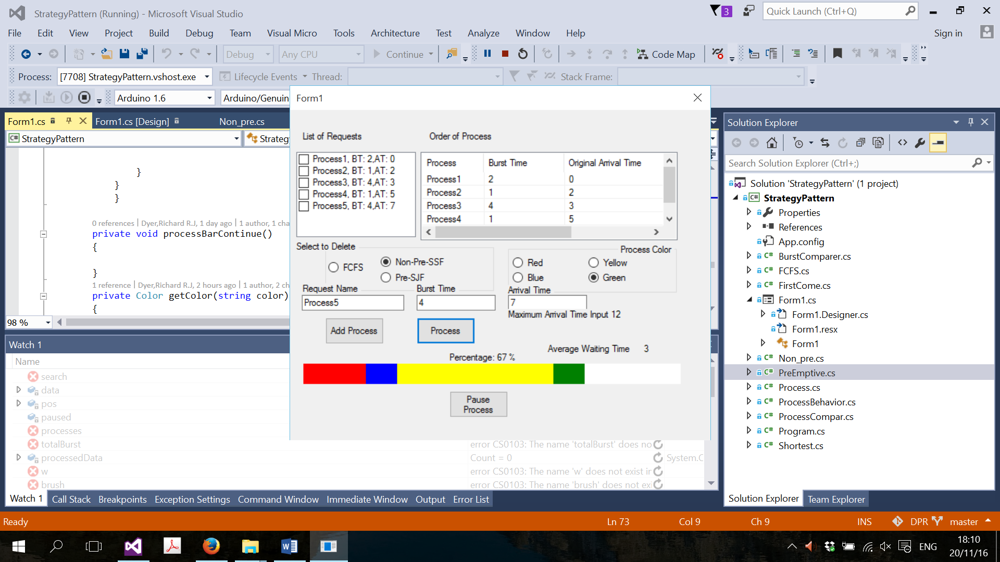 StrategyPattern (Running) - Microsoft Visual Studio
3
Quick Launch (Ctrl+Q)
File Edit View Project Build Debug Team Visual Micro Tools Architecture Test Analyze Window Help
Sign in
Debug Any CPU Continue Code Map
Process: [7708] StrategyPattern.vshost.exe Lifecycle Events Thread: Stack Frame:
Arduino 1.6 Arduino/Genuin
Form1.cs Form1.cs [Design] Non_pre.cs
C# StrategyPattern Strateg
}
}
}
0 references | Dyer,Richard R.J, 1 day ago | 1 author, 1 cha
private void processBarContinue()
{
}
1 reference | Dyer,Richard R.J, 2 hours ago | 1 author, 2 ch
private Color getColor(string color)
{
98 %
Form1
List of Requests
Order of Process
Process1, BT: 2,AT: 0
Process2, BT: 1,AT: 2
Process3, BT: 4,AT: 3
Process4, BT: 1,AT: 5
Process5, BT: 4,AT: 7
Process Burst Time Original Arrival Time
Process1 2 0
Process2 1 2
Process3 4 3
Process4 1 5
Select to Delete
FCFS
Non-Pre-SSF
Pre-SJF
Process Color
Red Yellow
Blue Green
Request Name
Burst Time
Arrival Time
Process5
4
7
Maximum Arrival Time Input 12
Add Process
Process
Average Waiting Time 3
Percentage: 67 %
Pause
Process
Watch 1
Name
search
data
pos
paused
processes
totalBurst error CS0103: The name 'totalBurst' does no
processedData Count = 0 System.C
w error CS0103: The name 'w' does not exist ir
brush error CS0103: The name 'brush' does not exi
Watch 1 Call Stack Breakpoints Exception Settings Command Window Immediate Window Output Error List
Solution Explorer
Search Solution Explorer (Ctrl+;)
Solution 'StrategyPattern' (1 project)
C# StrategyPattern
Properties
References
App.config
C# BurstComparer.cs
C# FCFS.cs
C# FirstCome.cs
Form1.cs
Form1.Designer.cs
Form1.resx
Form1
C# Non_pre.cs
C# PreEmptive.cs
C# Process.cs
C# ProcessBehavior.cs
C# ProcessCompar.cs
C# Program.cs
C# Shortest.cs
Solution Explorer Team Explorer
Ready Ln 73 Col 9 Ch 9 INS DPR master
ENG
18:10
20/11/16